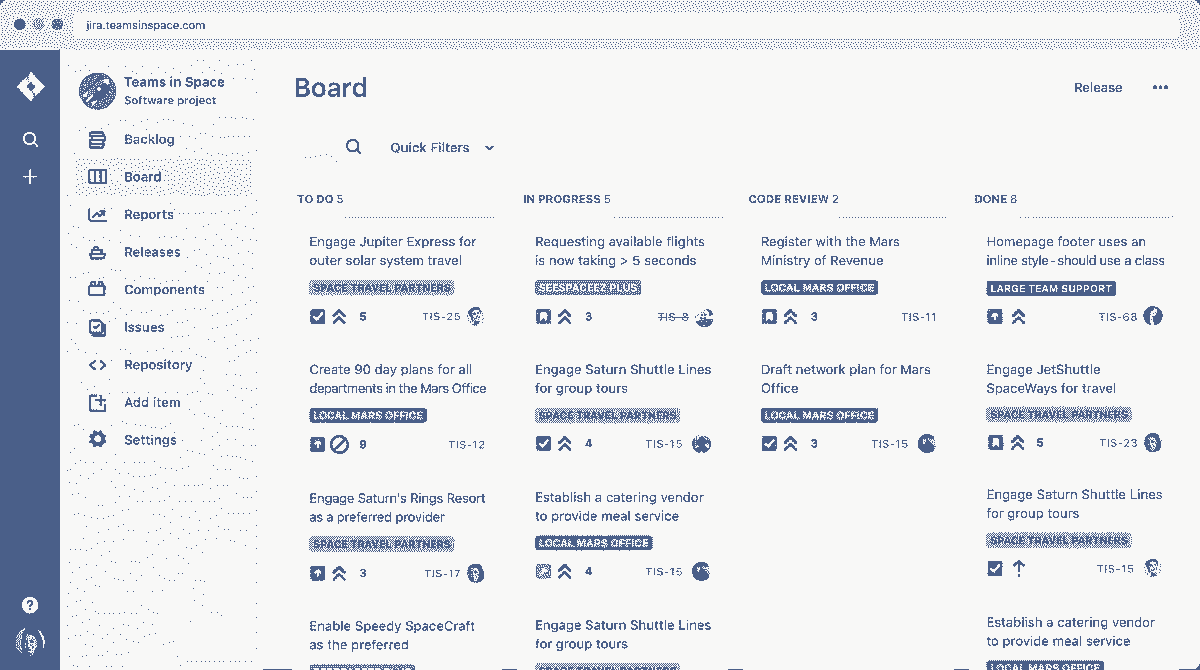 jira.teamsinspace.com
Teams in Space
Software project
Backlog
Board
Reports
Releases
Components
Issues
Repository
Add item
Settings
Board
Release
Quick Filters
TO DO 5
Engage Jupiter Express for
outer solar system travel
SPACE TRAVEL PARTNERS
5 TIS-25
Create 90 day plans for all
departments in the Mars Office
LOCAL MARS OFFICE
9 TIS-12
Engage Saturn's Rings Resort
as a preferred provider
SPACE TRAVEL PARTNERS
3 TIS-17
Enable Speedy SpaceCraft
as the preferred
IN PROGRESS 5
Requesting available flights
is now taking > 5 seconds
SEESPACEEZ PLUS
3 TIS-8
Engage Saturn Shuttle Lines
for group tours
SPACE TRAVEL PARTNERS
4 TIS-15
Establish a catering vendor
to provide meal service
LOCAL MARS OFFICE
4 TIS-15
Engage Saturn Shuttle Lines
for group tours
SPACE TRAVEL PARTNERS
CODE REVIEW 2
Register with the Mars
Ministry of Revenue
LOCAL MARS OFFICE
3 TIS-11
Draft network plan for Mars
Office
LOCAL MARS OFFICE
3 TIS-15
DONE 8
Homepage footer uses an
inline style-should use a class
LARGE TEAM SUPPORT
TIS-68
Engage JetShuttle
SpaceWays for travel
SPACE TRAVEL PARTNERS
5 TIS-23
Engage Saturn Shuttle Lines
for group tours
SPACE TRAVEL PARTNERS
TIS-15
Establish a catering vendor
to provide meal service
LOCAL MARS OFFICE